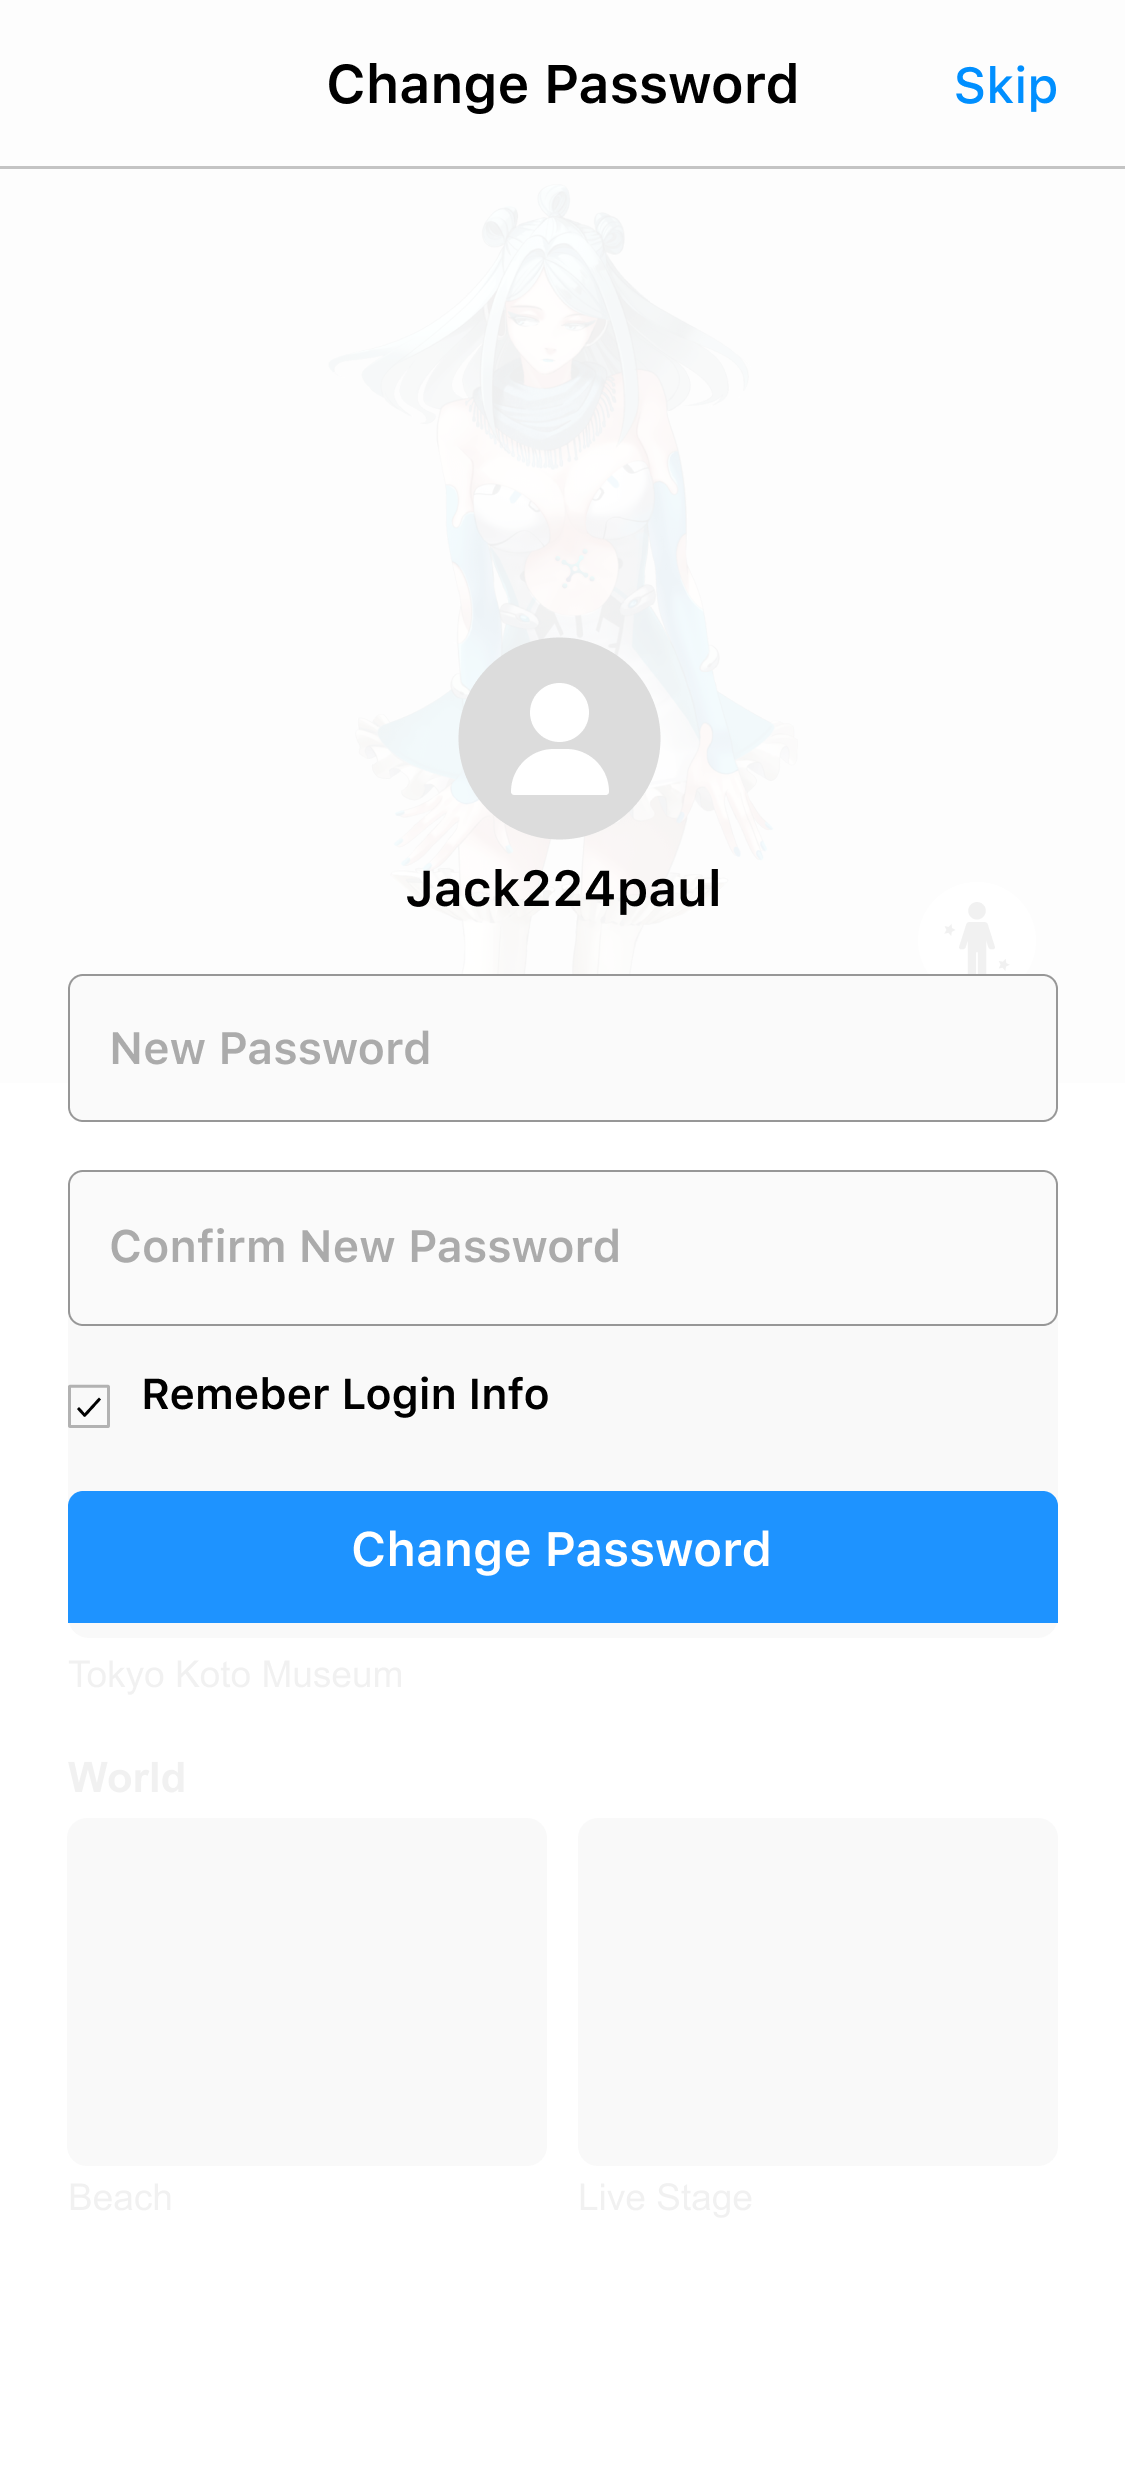 Change Password
Skip
Jack224paul
New Password
Confirm New Password
Remeber Login Info
Change Password
Tokyo Koto Museum
World
Beach
Live Stage